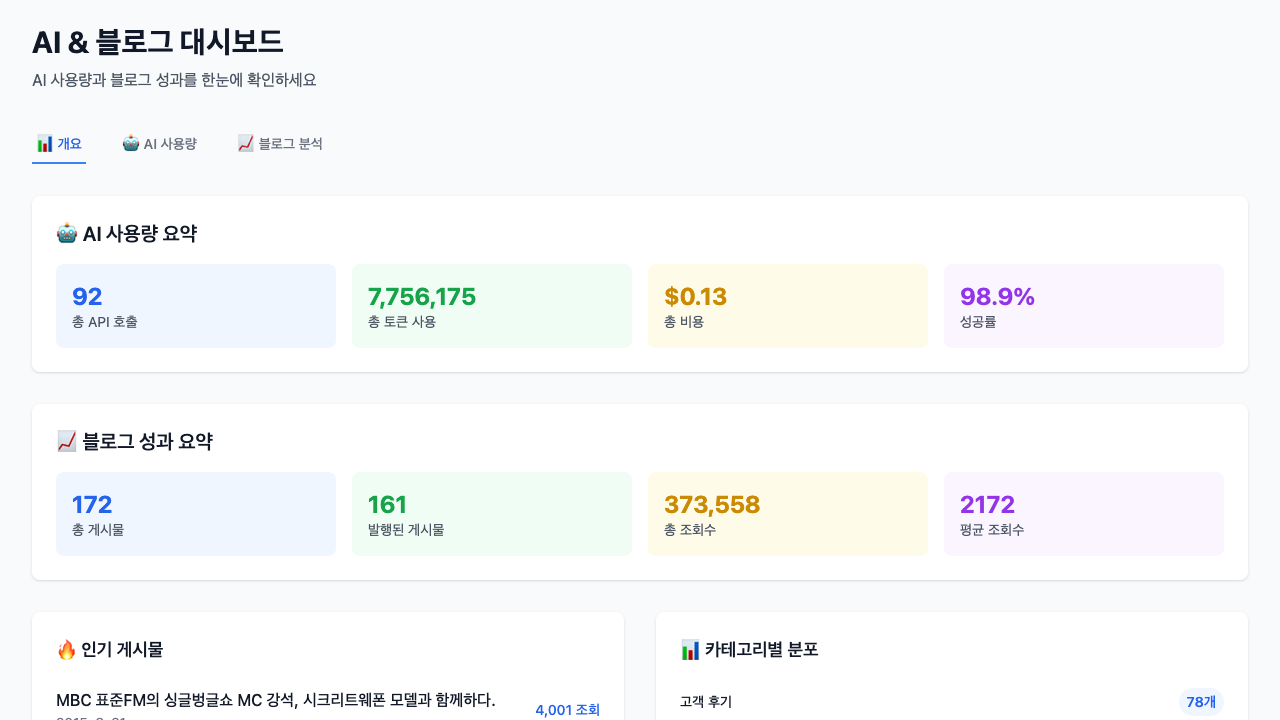 AI & 블로그 대시보드
AI 사용량과 블로그 성과를 한눈에 확인하세요
개요
AI 사용량
블로그 분석
AI 사용량 요약
92
총 API 호출
7,756,175
총 토큰 사용
$0.13
총 비용
98.9%
성공률
블로그 성과 요약
172
총 게시물
161
발행된 게시물
373,558
총 조회수
2172
평균 조회수
인기 게시물
MBC 표준FM의 싱글벙글쇼 MC 강석, 시크리트웨폰 모델과 함께하다.
4,001 조회
카테고리별 분포
고객 후기
78개